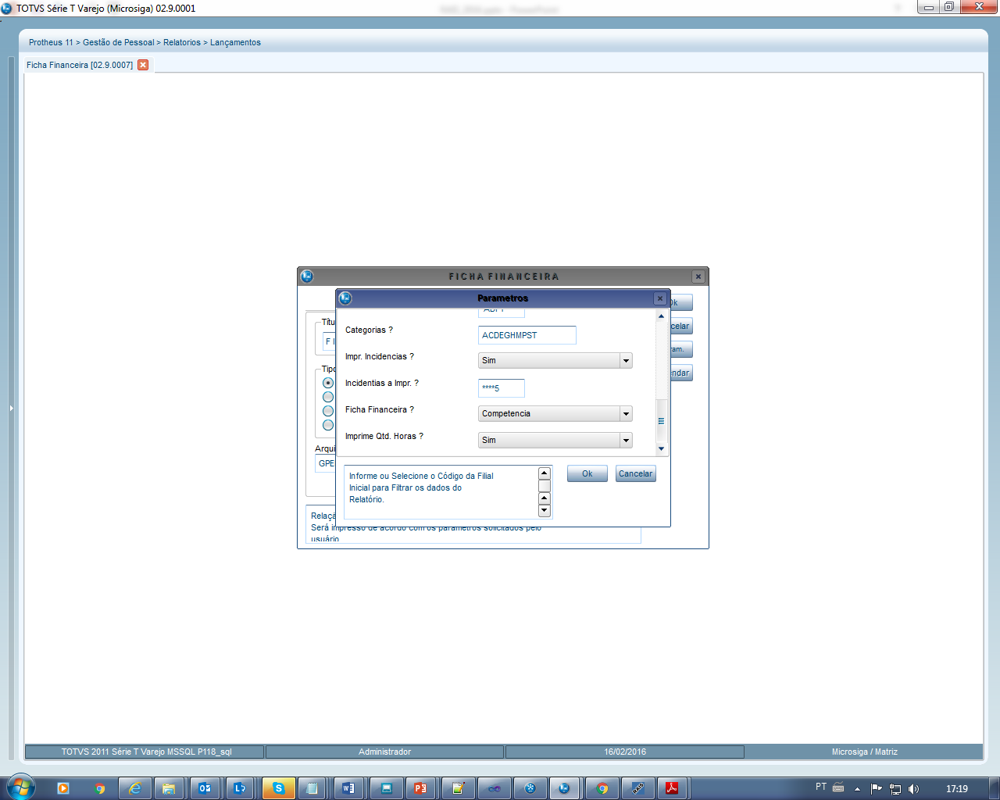 TOTVS Série T Varejo (Microsiga) 02.9.0001
Protheus 11 > Gestão de Pessoal > Relatorios > Lançamentos
Ficha Financeira [02.9.0007]
FICHA FINANCEIRA
Parametros
Ok
Categorias ?
ACDEGHMPST
Impr. Incidencias ?
Sim
Incidentias a Impr. ?
****5
Ficha Financeira ?
Competencia
Imprime Qtd. Horas ?
Sim
Informe ou Selecione o Código da Filial
Inicial para Filtrar os dados do
Relatório.
Ok
Cancelar
Títu
F I
Tipo
Arqui
GPE
celar
am.
ndar
Relaçã
Será impresso de acordo com os parametros solicitados pelo
usuário
TOTVS 2011 Série T Varejo MSSQL P118_sql
Administrador
16/02/2016
Microsiga / Matriz
PT
17:19